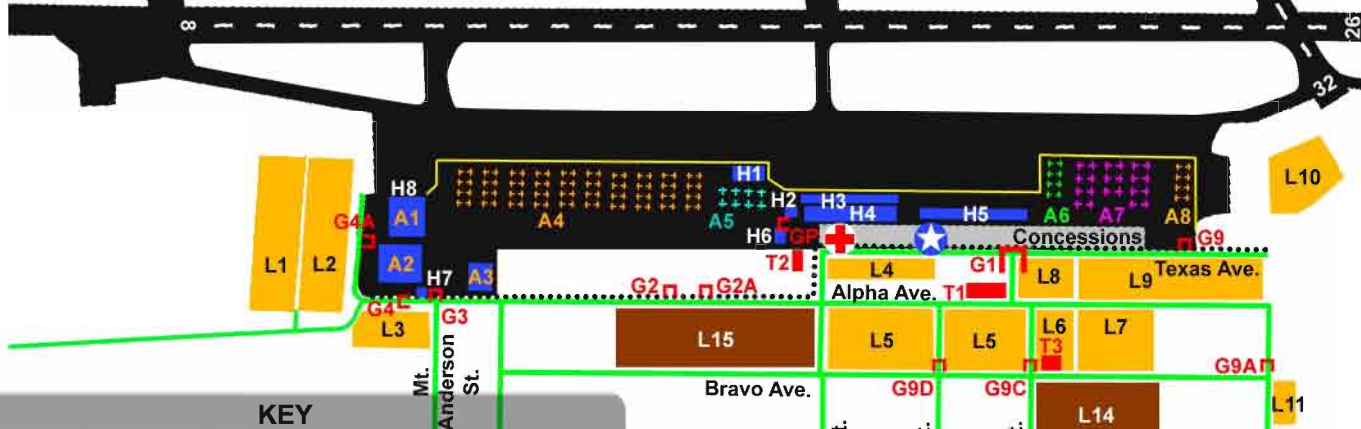 8
26
32
L10
H1
H8
H2
H3
H4
H5
G4A
A1
A4
A5
A6
A7
A8
H6
GP
Concessions
G9
L1
L2
A2
H7
A3
T2
L4
G1
L8
L9
Texas Ave.
G2
G2A
Alpha Ave.
T1
G4
G3
L3
L15
L5
L5
L6
L7
T3
Mt.
Anderson
St.
G9A
Bravo Ave.
G9D
G9C
L14
L11
KEY